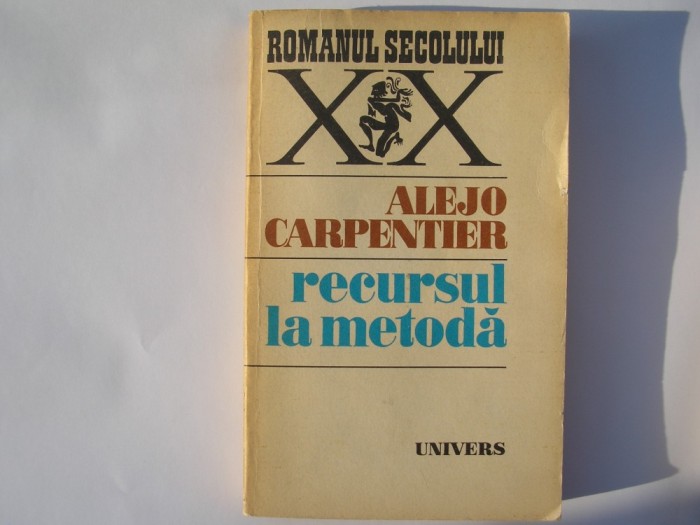 ROMANUL SECOLULUI
XX
ALEJO
CARPENTIER
recursul
la metodă
UNIVERS